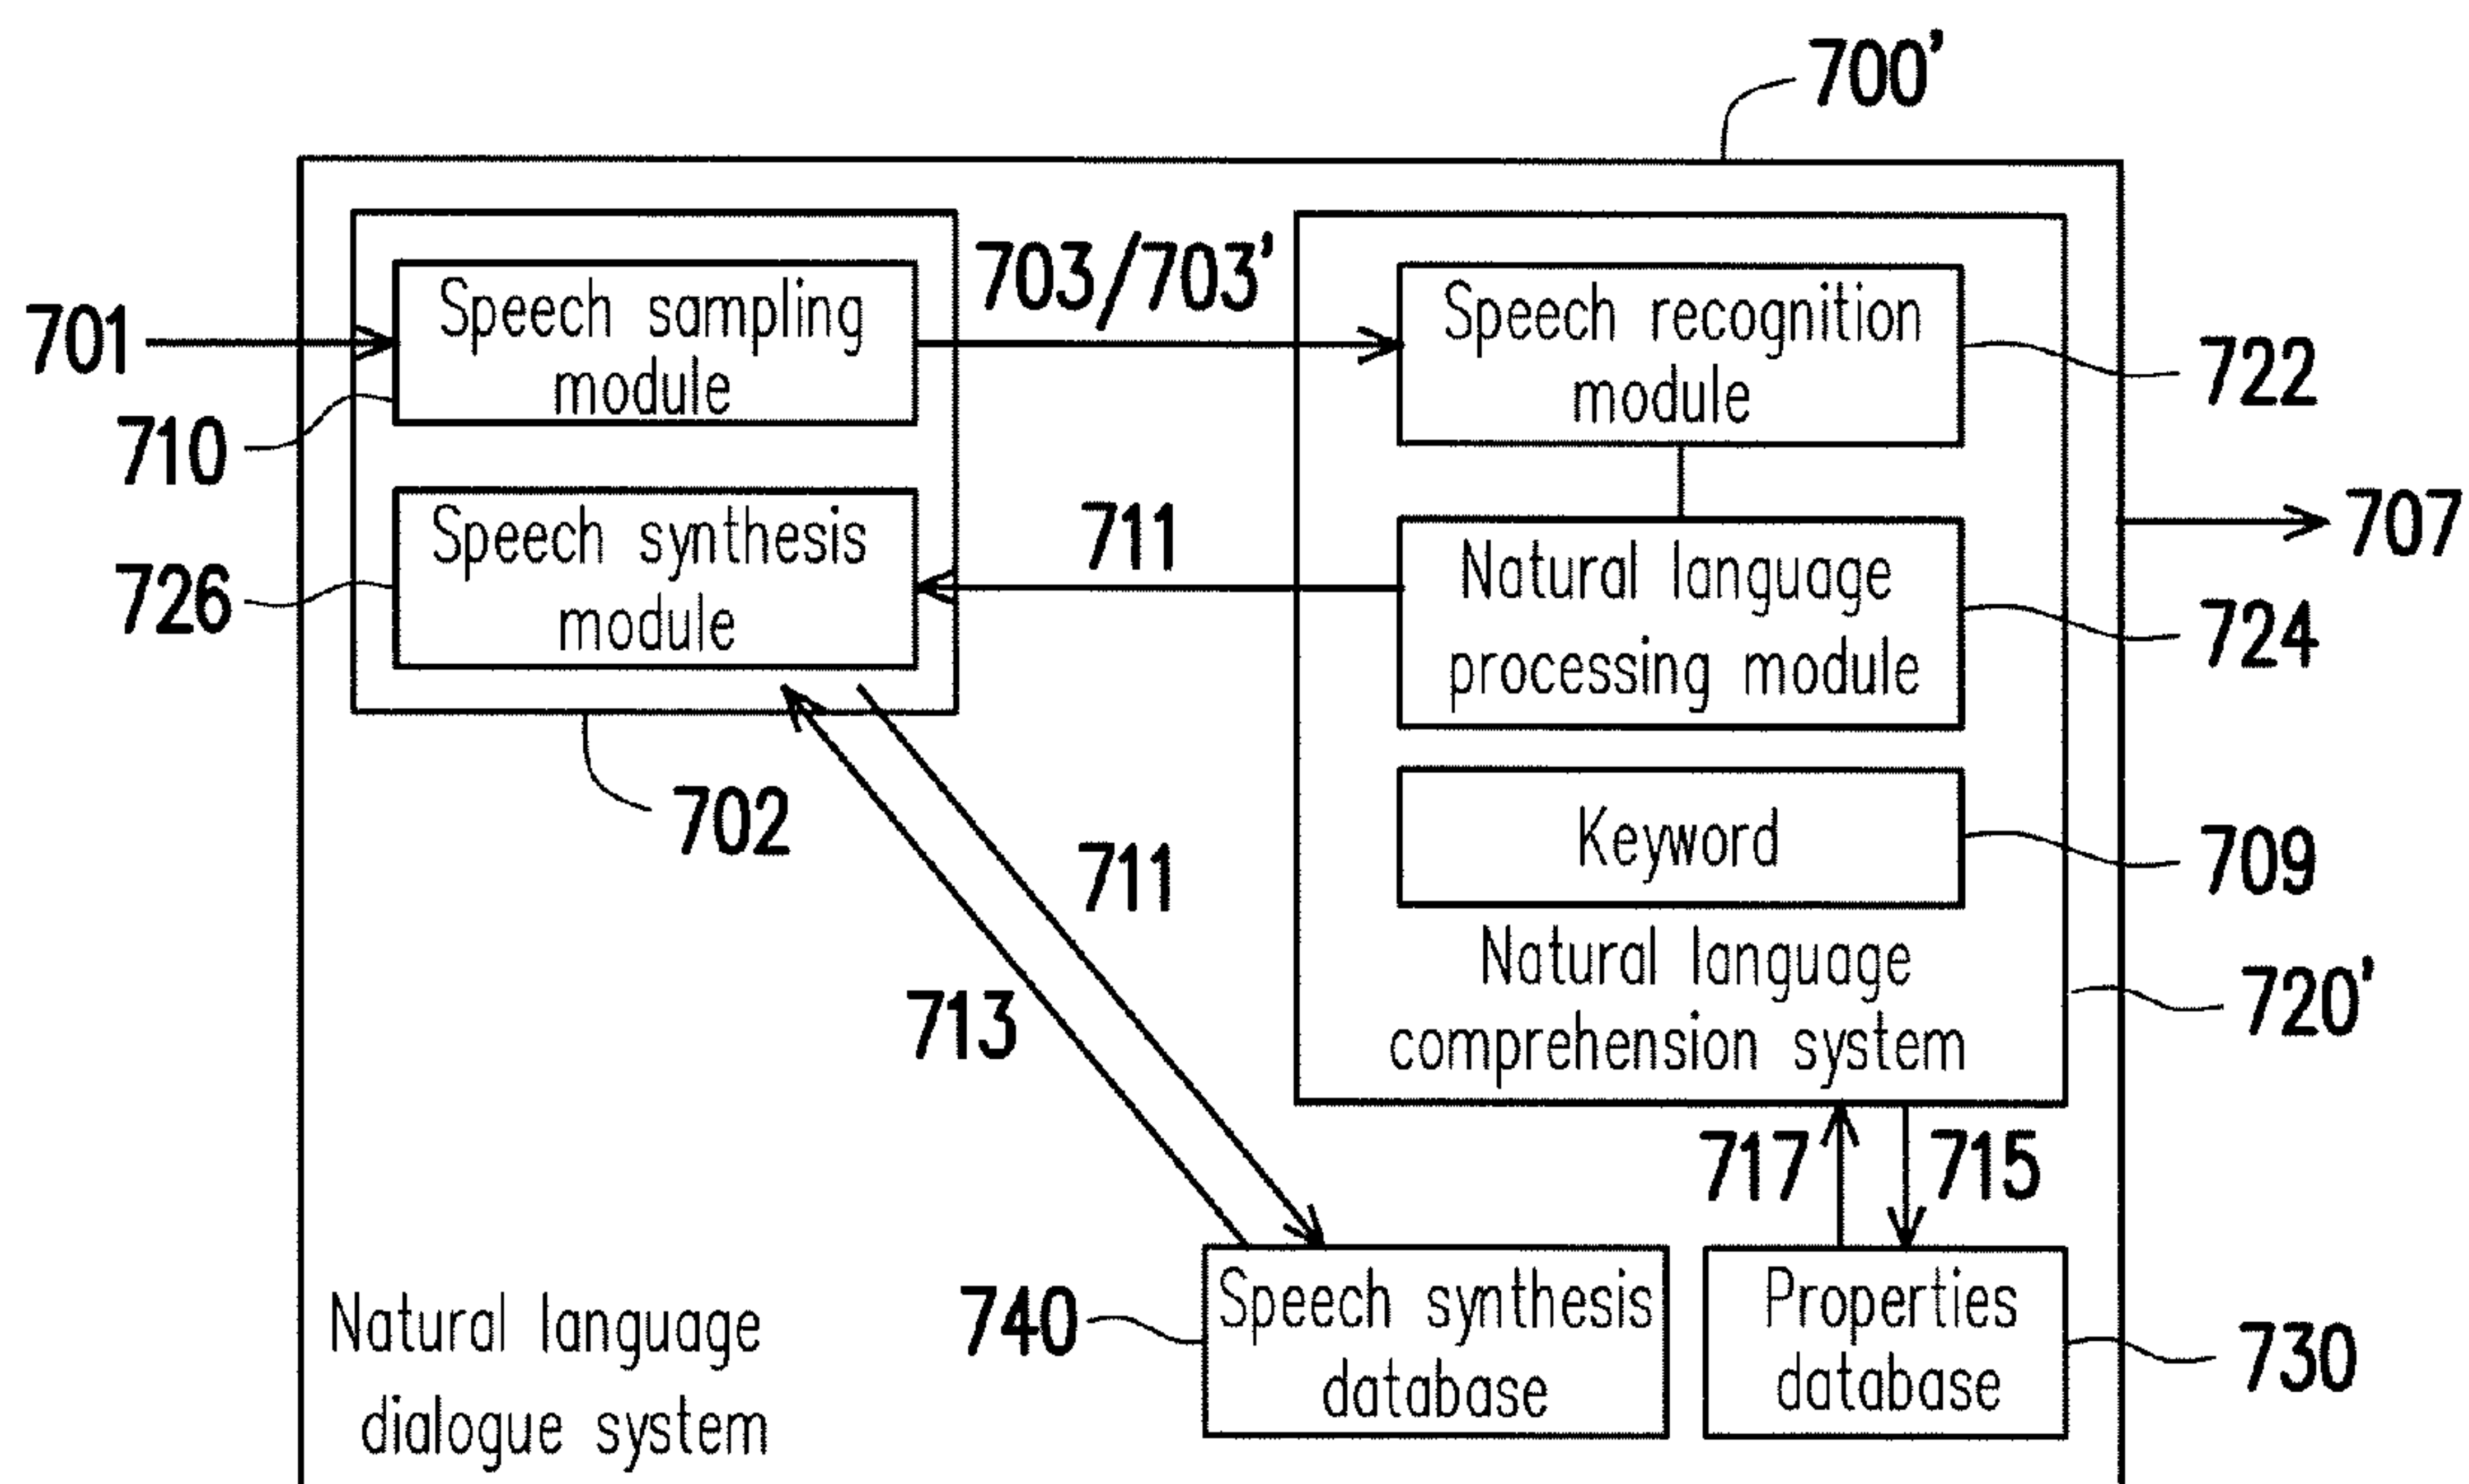 700'
703/703'
701
Speech sampling
module
Speech recognition
module
722
710
Speech synthesis
module
711
Natural language
processing module
707
726
724
702
711
Keyword
709
713
Natural language
comprehension system
720'
717
715
740
Speech synthesis
database
Properties
database
730
Natural language
dialogue system